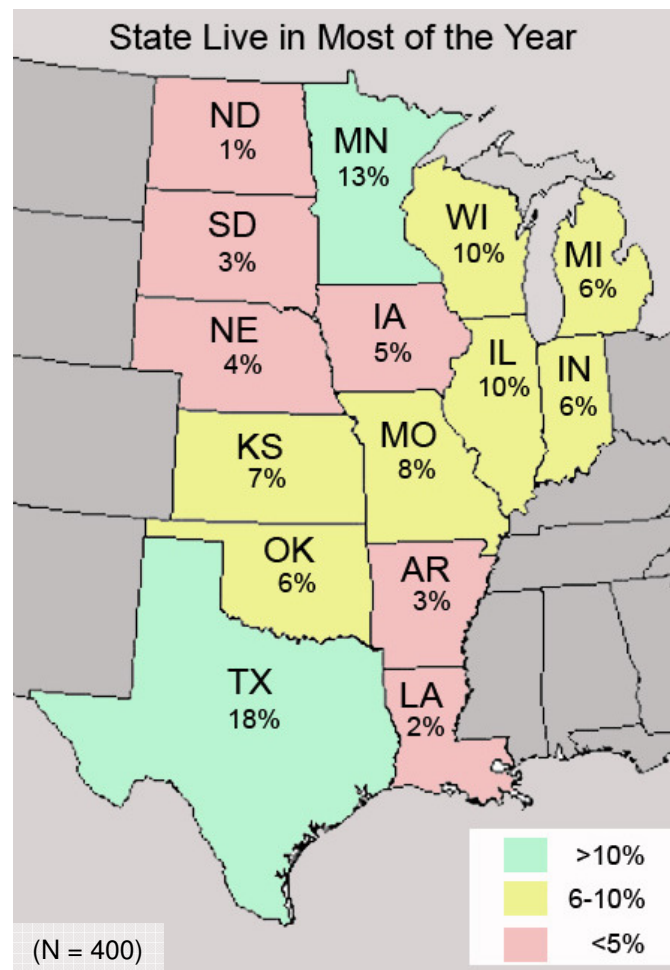 State Live in Most of the Year
ND
1%
MN
13%
SD
3%
WI
10%
MI
6%
NE
4%
IA
5%
IL
10%
IN
6%
KS
7%
MO
8%
OK
6%
AR
3%
TX
18%
LA
2%
>10%
6-10%
<5%
(N = 400)